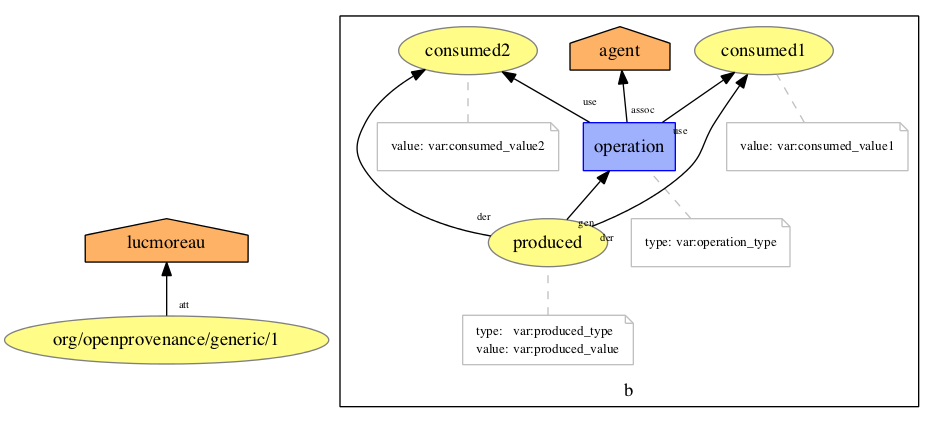 consumed2
agent
consumed1
use
assoc
use
value: var:consumed_value2
operation
value: var:consumed_value1
der
gen
der
lucmoreau
produced
type: var:operation_type
att
org/openprovenance/generic/1
type: var:produced_type
value: var:produced_value
b